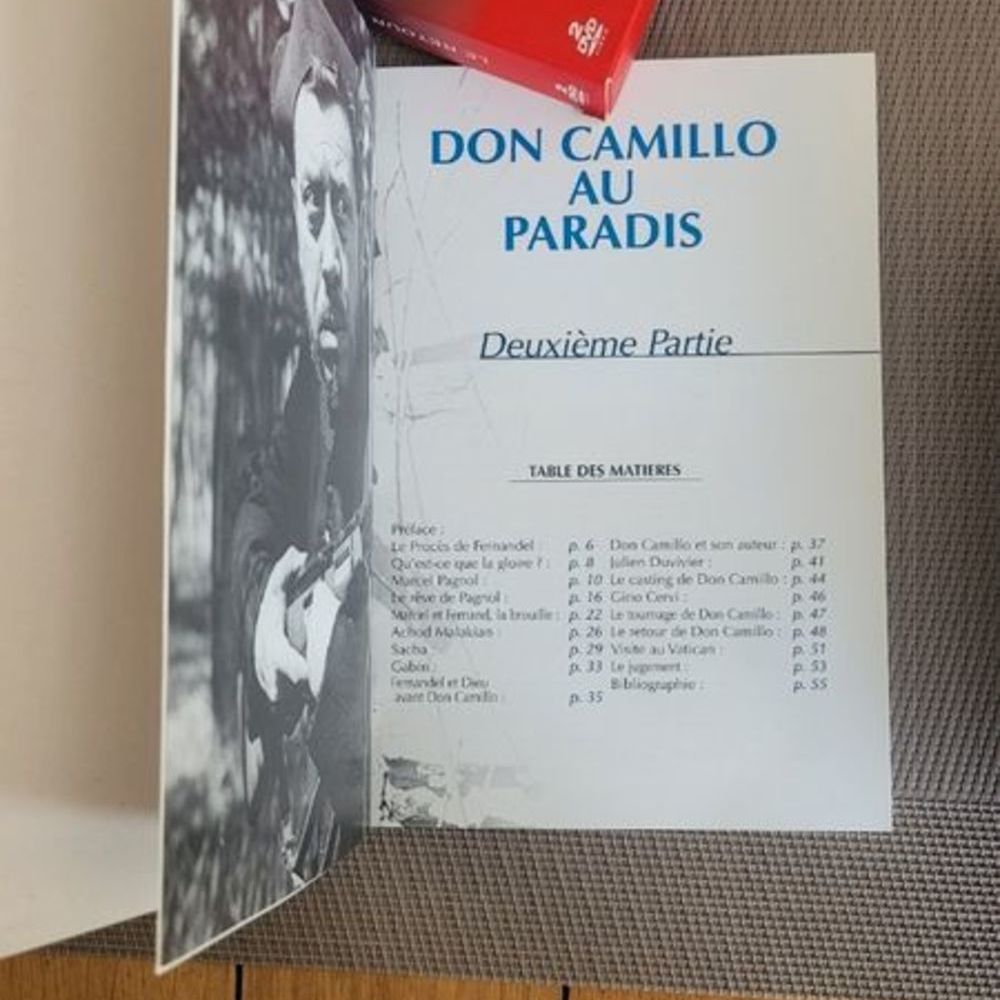 LE RETOUR
2 DVD
DON CAMILLO
AU
PARADIS
Deuxième Partie
TABLE DES MATIERES
Préface :
Le Procès de Fernandel : p. 6
Qu'est-ce que la gloire ? : p. 8
Marcel Pagnol : p. 10
Le rêve de Pagnol : p. 16
Marcel et Fernand, la brouille : p. 22
Achod Malakian : p. 26
Sacha : p. 29
Gabin : p. 33
Fernandel et Dieu
avant Don Camillo : p. 35
Don Camillo et son auteur : p. 37
Julien Duvivier : p. 41
Le casting de Don Camillo : p. 44
Gino Cervi : p. 46
Le tournage de Don Camillo : p. 47
Le retour de Don Camillo : p. 48
Visite au Vatican : p. 51
Le jugement : p. 53
Bibliographie : p. 55